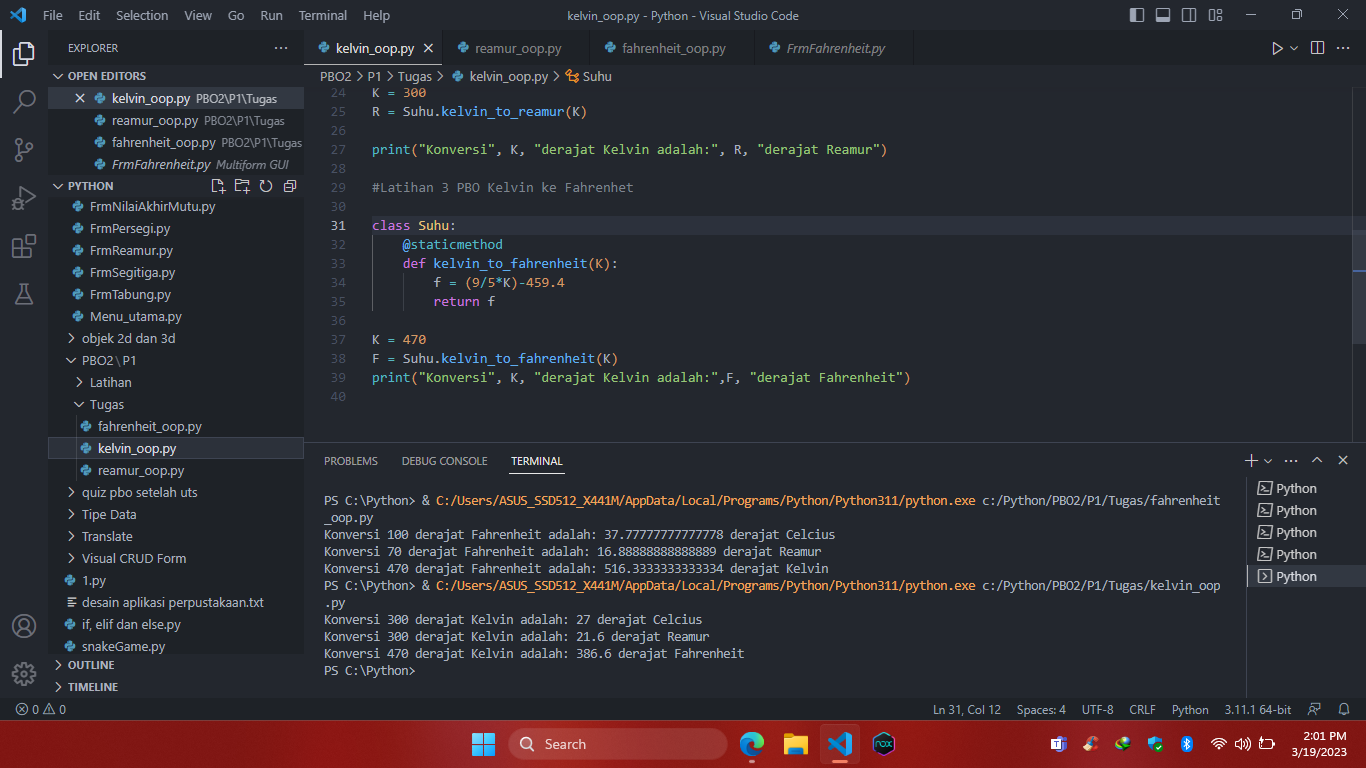 File Edit Selection View Go Run Terminal Help
kelvin_oop.py - Python - Visual Studio Code
EXPLORER
OPEN EDITORS
kelvin_oop.py PBO2\P1\Tugas
reamur_oop.py PBO2\P1\Tugas
fahrenheit_oop.py PBO2\P1\Tugas
FrmFahrenheit.py Multiform GUI
PYTHON
FrmNilaiAkhirMutu.py
FrmPersegi.py
FrmReamur.py
FrmSegitiga.py
FrmTabung.py
Menu_utama.py
objek 2d dan 3d
PBO2\P1
Latihan
Tugas
fahrenheit_oop.py
kelvin_oop.py
reamur_oop.py
quiz pbo setelah uts
Tipe Data
Translate
Visual CRUD Form
1.py
desain aplikasi perpustakaan.txt
if, elif dan else.py
snakeGame.py
OUTLINE
TIMELINE
kelvin_oop.py reamur_oop.py fahrenheit_oop.py FrmFahrenheit.py
PBO2 > P1 > Tugas > kelvin_oop.py > Suhu
24 K = 300
25 R = Suhu.kelvin_to_reamur(K)
26
27 print("Konversi", K, "derajat Kelvin adalah:", R, "derajat Reamur")
28
29 #Latihan 3 PBO Kelvin ke Fahrenhet
30
31 class Suhu:
32 @staticmethod
33 def kelvin_to_fahrenheit(K):
34 f = (9/5*K)-459.4
35 return f
36
37 K = 470
38 F = Suhu.kelvin_to_fahrenheit(K)
39 print("Konversi", K, "derajat Kelvin adalah:",F, "derajat Fahrenheit")
40
PROBLEMS DEBUG CONSOLE TERMINAL
PS C:\Python> & C:/Users/ASUS_SSD512_X441M/AppData/Local/Programs/Python/Python311/python.exe c:/Python/PBO2/P1/Tugas/fahrenheit
_oop.py
Konversi 100 derajat Fahrenheit adalah: 37.77777777777778 derajat Celcius
Konversi 70 derajat Fahrenheit adalah: 16.88888888888889 derajat Reamur
Konversi 470 derajat Fahrenheit adalah: 516.3333333333334 derajat Kelvin
PS C:\Python> & C:/Users/ASUS_SSD512_X441M/AppData/Local/Programs/Python/Python311/python.exe c:/Python/PBO2/P1/Tugas/kelvin_oop
.py
Konversi 300 derajat Kelvin adalah: 27 derajat Celcius
Konversi 300 derajat Kelvin adalah: 21.6 derajat Reamur
Konversi 470 derajat Kelvin adalah: 386.6 derajat Fahrenheit
PS C:\Python>
Python
Python
Python
Python
Python
0 0
Ln 31, Col 12 Spaces: 4 UTF-8 CRLF Python 3.11.1 64-bit
Search
nox
2:01 PM
3/19/2023